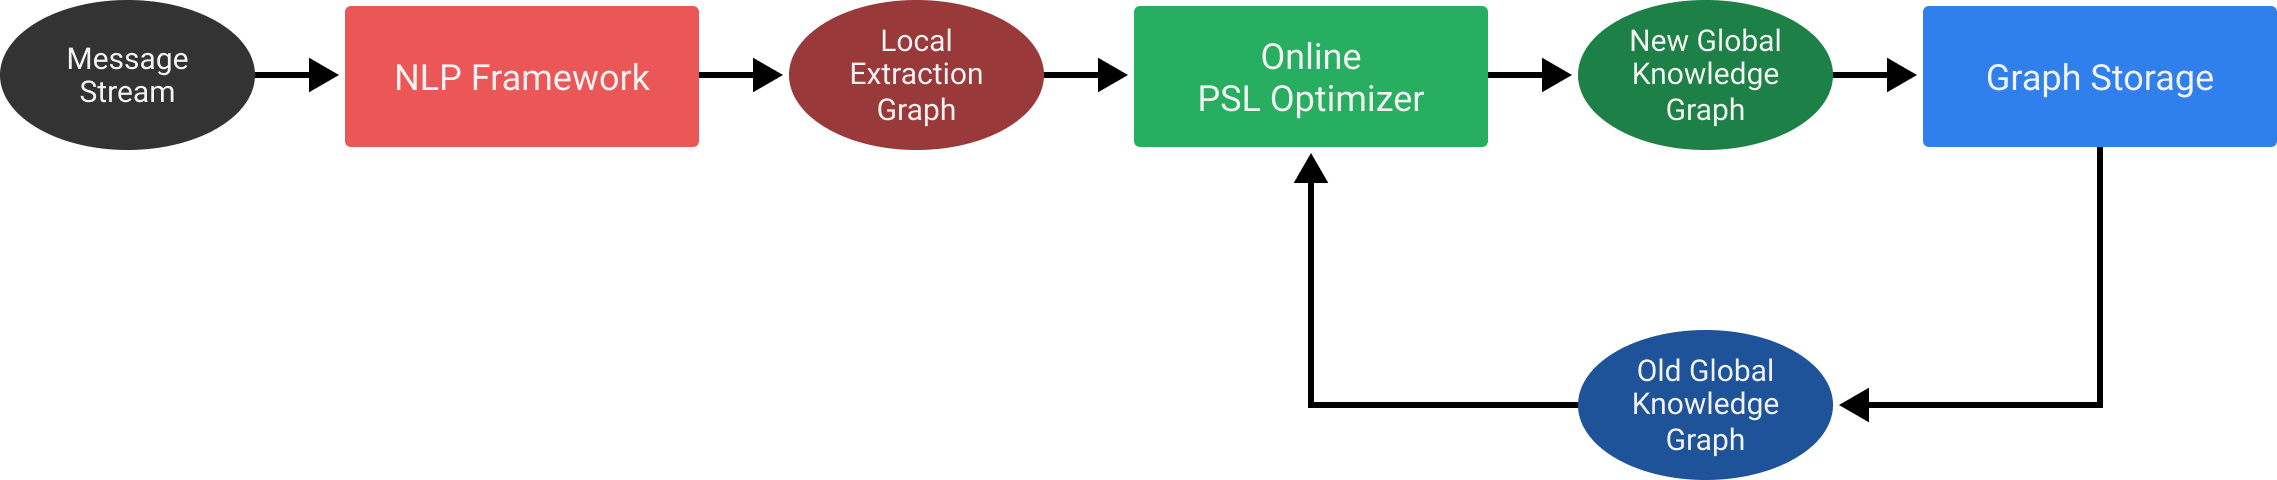 Message
Stream
NLP Framework
Local
Extraction
Graph
Online
PSL Optimizer
New Global
Knowledge
Graph
Graph Storage
Old Global
Knowledge
Graph